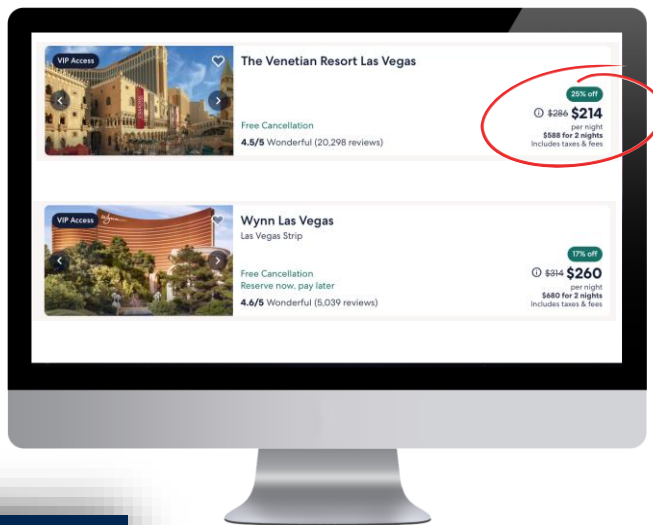 VIP Access
The Venetian Resort Las Vegas
25% off
$286 $214
per night
$588 for 2 nights
Includes taxes & fees
Free Cancellation
4.5/5 Wonderful (20,298 reviews)
VIP Access
Wynn
Wynn Las Vegas
Las Vegas Strip
17% off
$314 $260
per night
$680 for 2 nights
Includes taxes & fees
Free Cancellation
Reserve now, pay later
4.6/5 Wonderful (5,039 reviews)